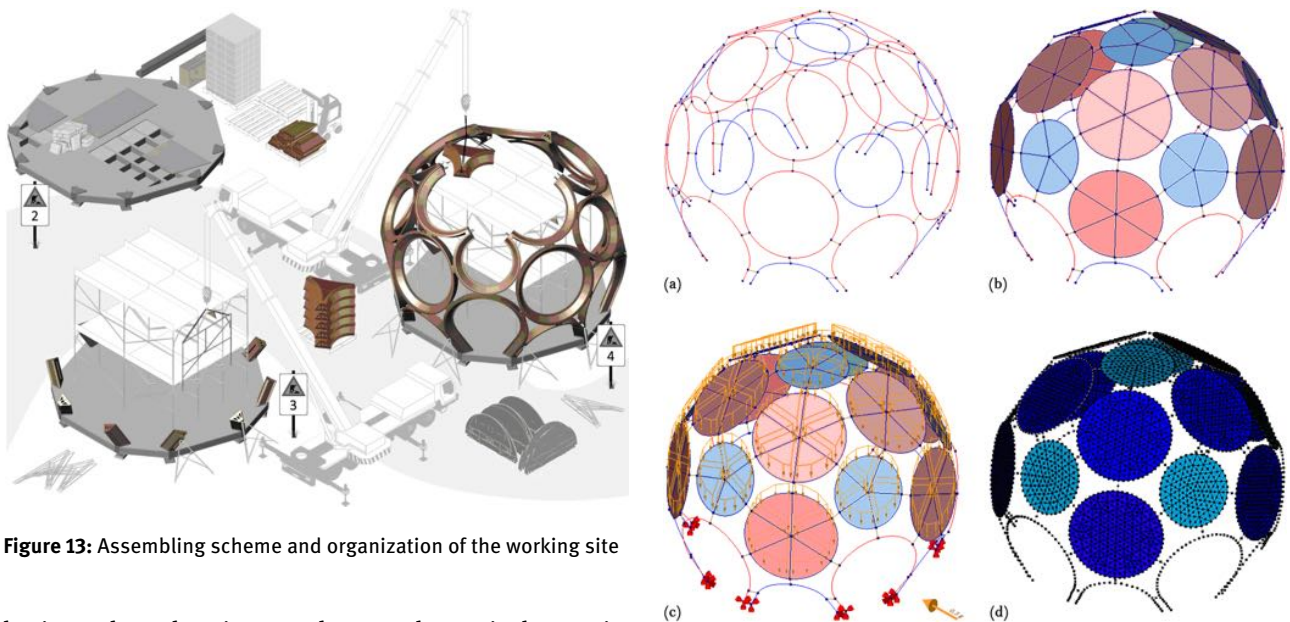 2
3
4
Figure 13: Assembling scheme and organization of the working site
(a)
(b)
(c)
(d)